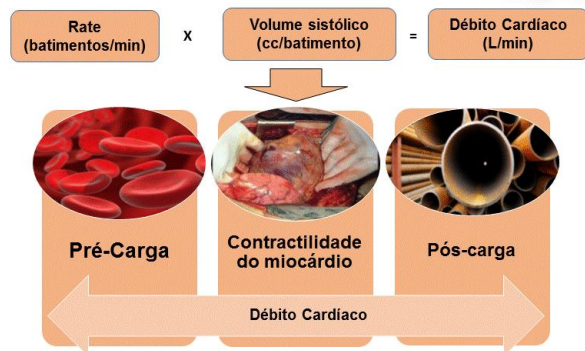 Rate
(batimentos/min)
X
Volume sistólico
(cc/batimento)
=
Débito Cardíaco
(L/min)
Pré-Carga
Contractilidade
do miocárdio
Pós-carga
Débito Cardíaco